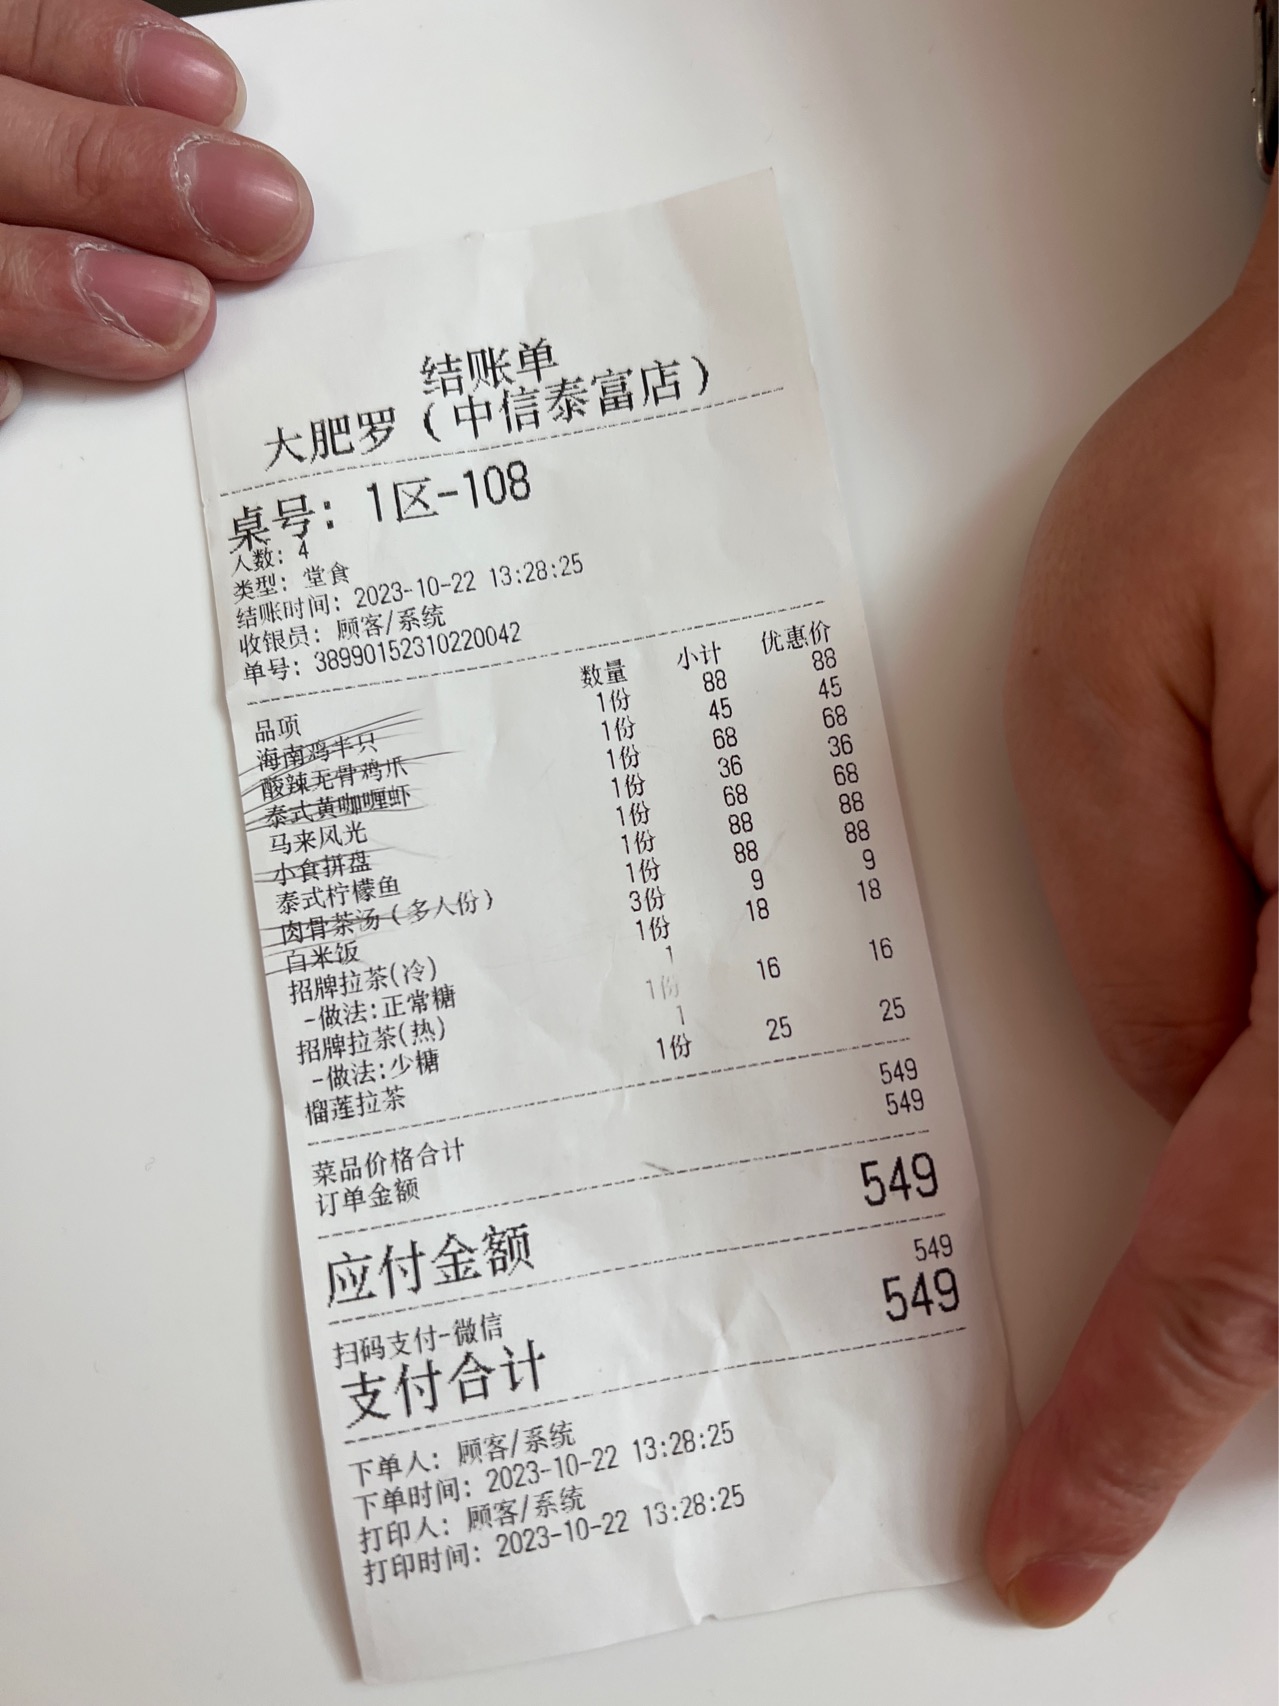 结账单
大肥罗（中信泰富店）
桌号：1区-108
人数：4
类型：堂食
结账时间：2023-10-22 13:28:25
收银员：顾客/系统
单号：38990152310220042
品项 数量 小计 优惠价
海南鸡半只 1份 88 88
酸辣无骨鸡爪 1份 45 45
泰式黄咖喱虾 1份 68 68
马来风光 1份 36 36
小食拼盘 1份 68 68
泰式柠檬鱼 1份 88 88
肉骨茶汤（多人份） 1份 88 88
白米饭 3份 9 9
招牌拉茶(冷) 1份 18 18
-做法:正常糖 1
招牌拉茶(热) 1份 16 16
-做法:少糖 1
榴莲拉茶 1份 25 25
菜品价格合计 549
订单金额 549
应付金额 549
扫码支付-微信 549
支付合计 549
下单人：顾客/系统
下单时间：2023-10-22 13:28:25
打印人：顾客/系统
打印时间：2023-10-22 13:28:25